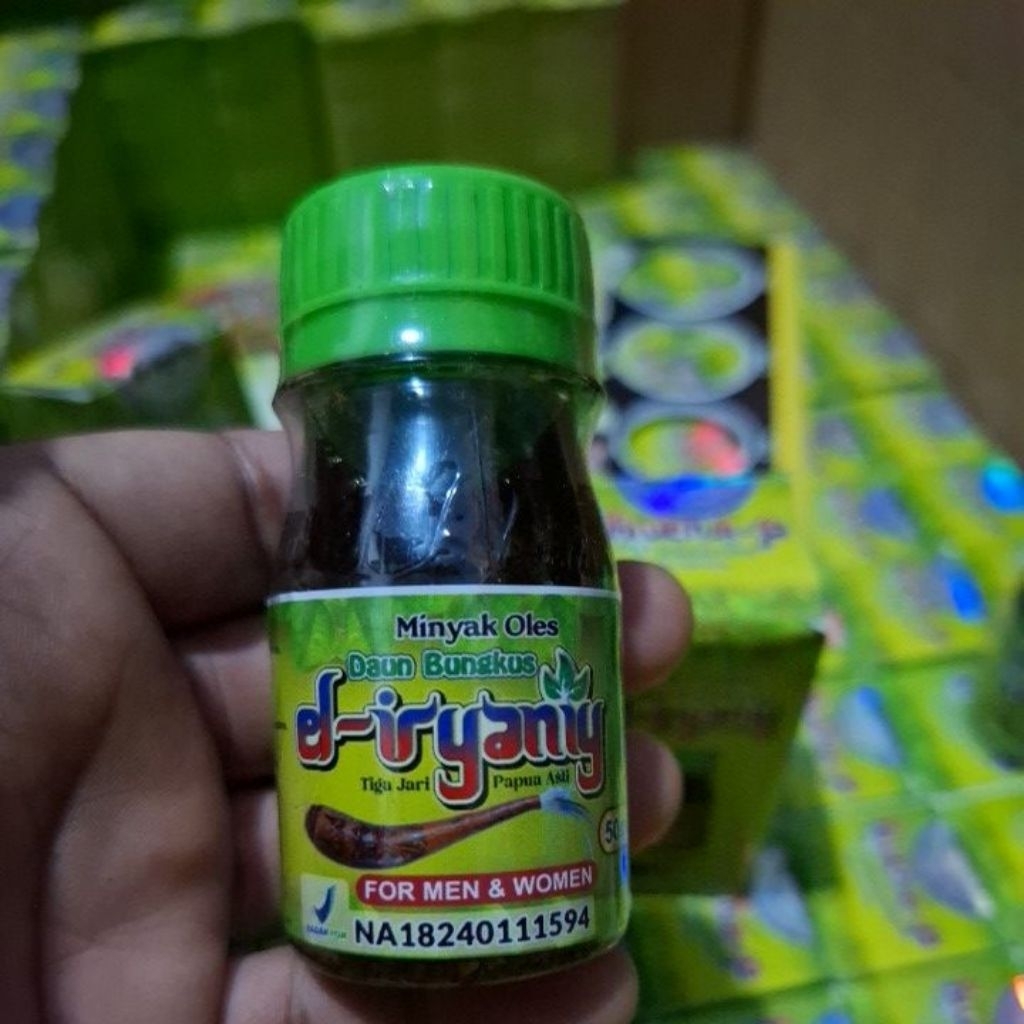 Minyak Oles
Daun Bungkus
el-iryaniy
Tiga Jari Papua Asli
FOR MEN & WOMEN
NA18240111594